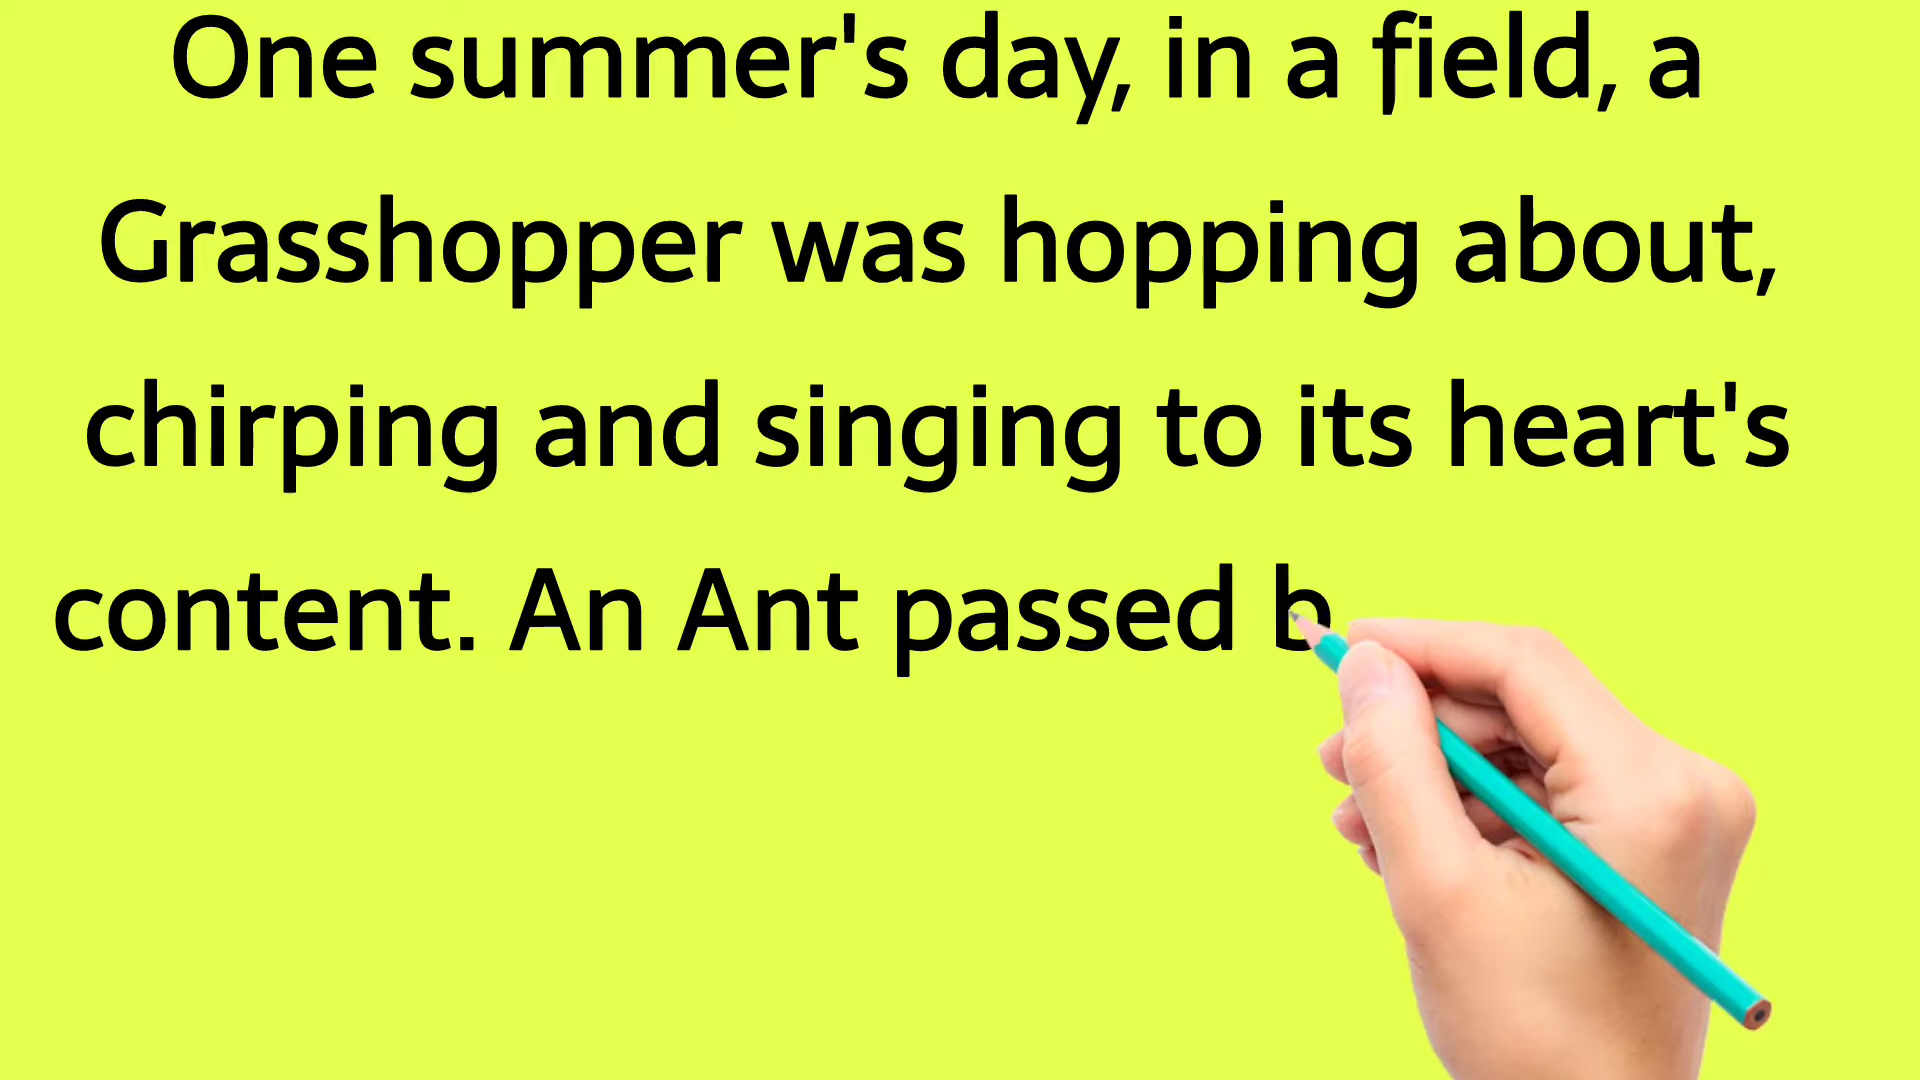 One summer's day, in a field, a
Grasshopper was hopping about,
chirping and singing to its heart's
content. An Ant passed b